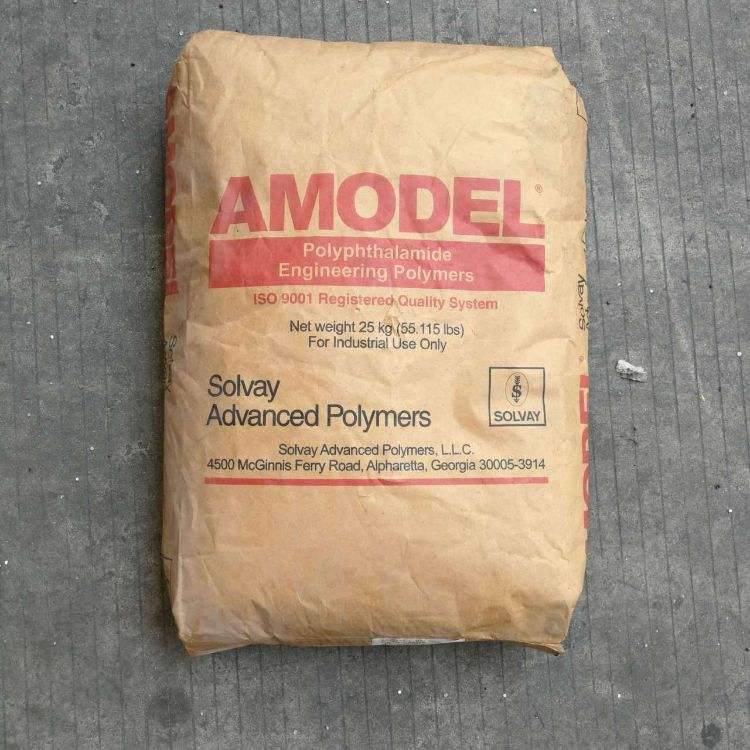 AMODEL®
Polyphthalamide
Engineering Polymers
ISO 9001 Registered Quality System
Net weight 25 kg (55.115 lbs)
For Industrial Use Only
Solvay
Advanced Polymers
SOLVAY
Solvay Advanced Polymers, L.L.C.
4500 McGinnis Ferry Road, Alpharetta, Georgia 30005-3914
Solvay